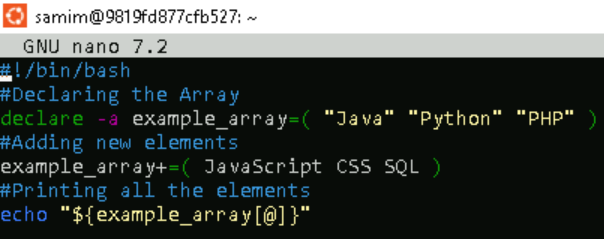 samim@9819fd877cfb527: ~
GNU nano 7.2
#!/bin/bash
#Declaring the Array
declare -a example_array=( "Java" "Python" "PHP" )
#Adding new elements
example_array+=( JavaScript CSS SQL )
#Printing all the elements
echo "${example_array[@]}"